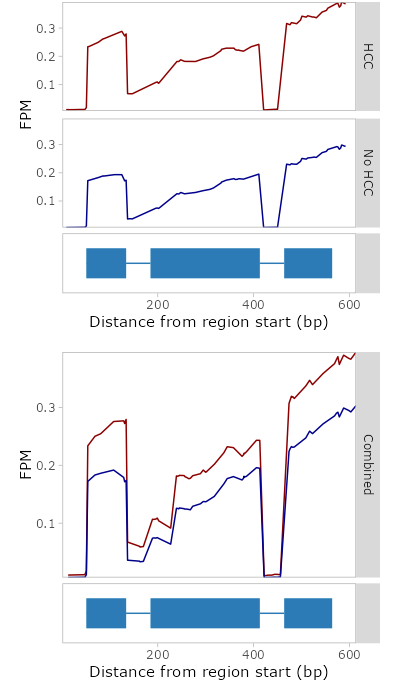 0.3
0.2
0.1
HCC
FPM
0.3
0.2
0.1
No HCC
200 400 600
Distance from region start (bp)
0.3
0.2
0.1
FPM
Combined
200 400 600
Distance from region start (bp)